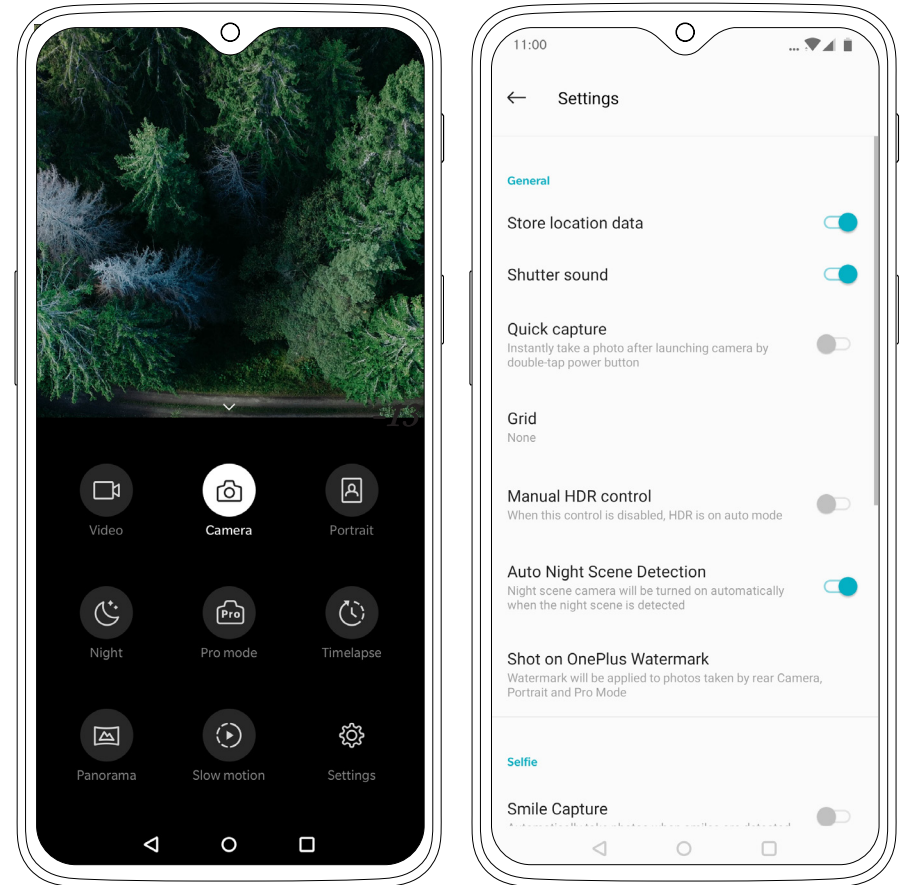 Video
Camera
Portrait
Night
Pro
Pro mode
Timelapse
Panorama
Slow motion
Settings
11:00
Settings
General
Store location data
Shutter sound
Quick capture
Instantly take a photo after launching camera by
double-tap power button
Grid
None
Manual HDR control
When this control is disabled, HDR is on auto mode
Auto Night Scene Detection
Night scene camera will be turned on automatically
when the night scene is detected
Shot on OnePlus Watermark
Watermark will be applied to photos taken by rear Camera,
Portrait and Pro Mode
Selfie
Smile Capture